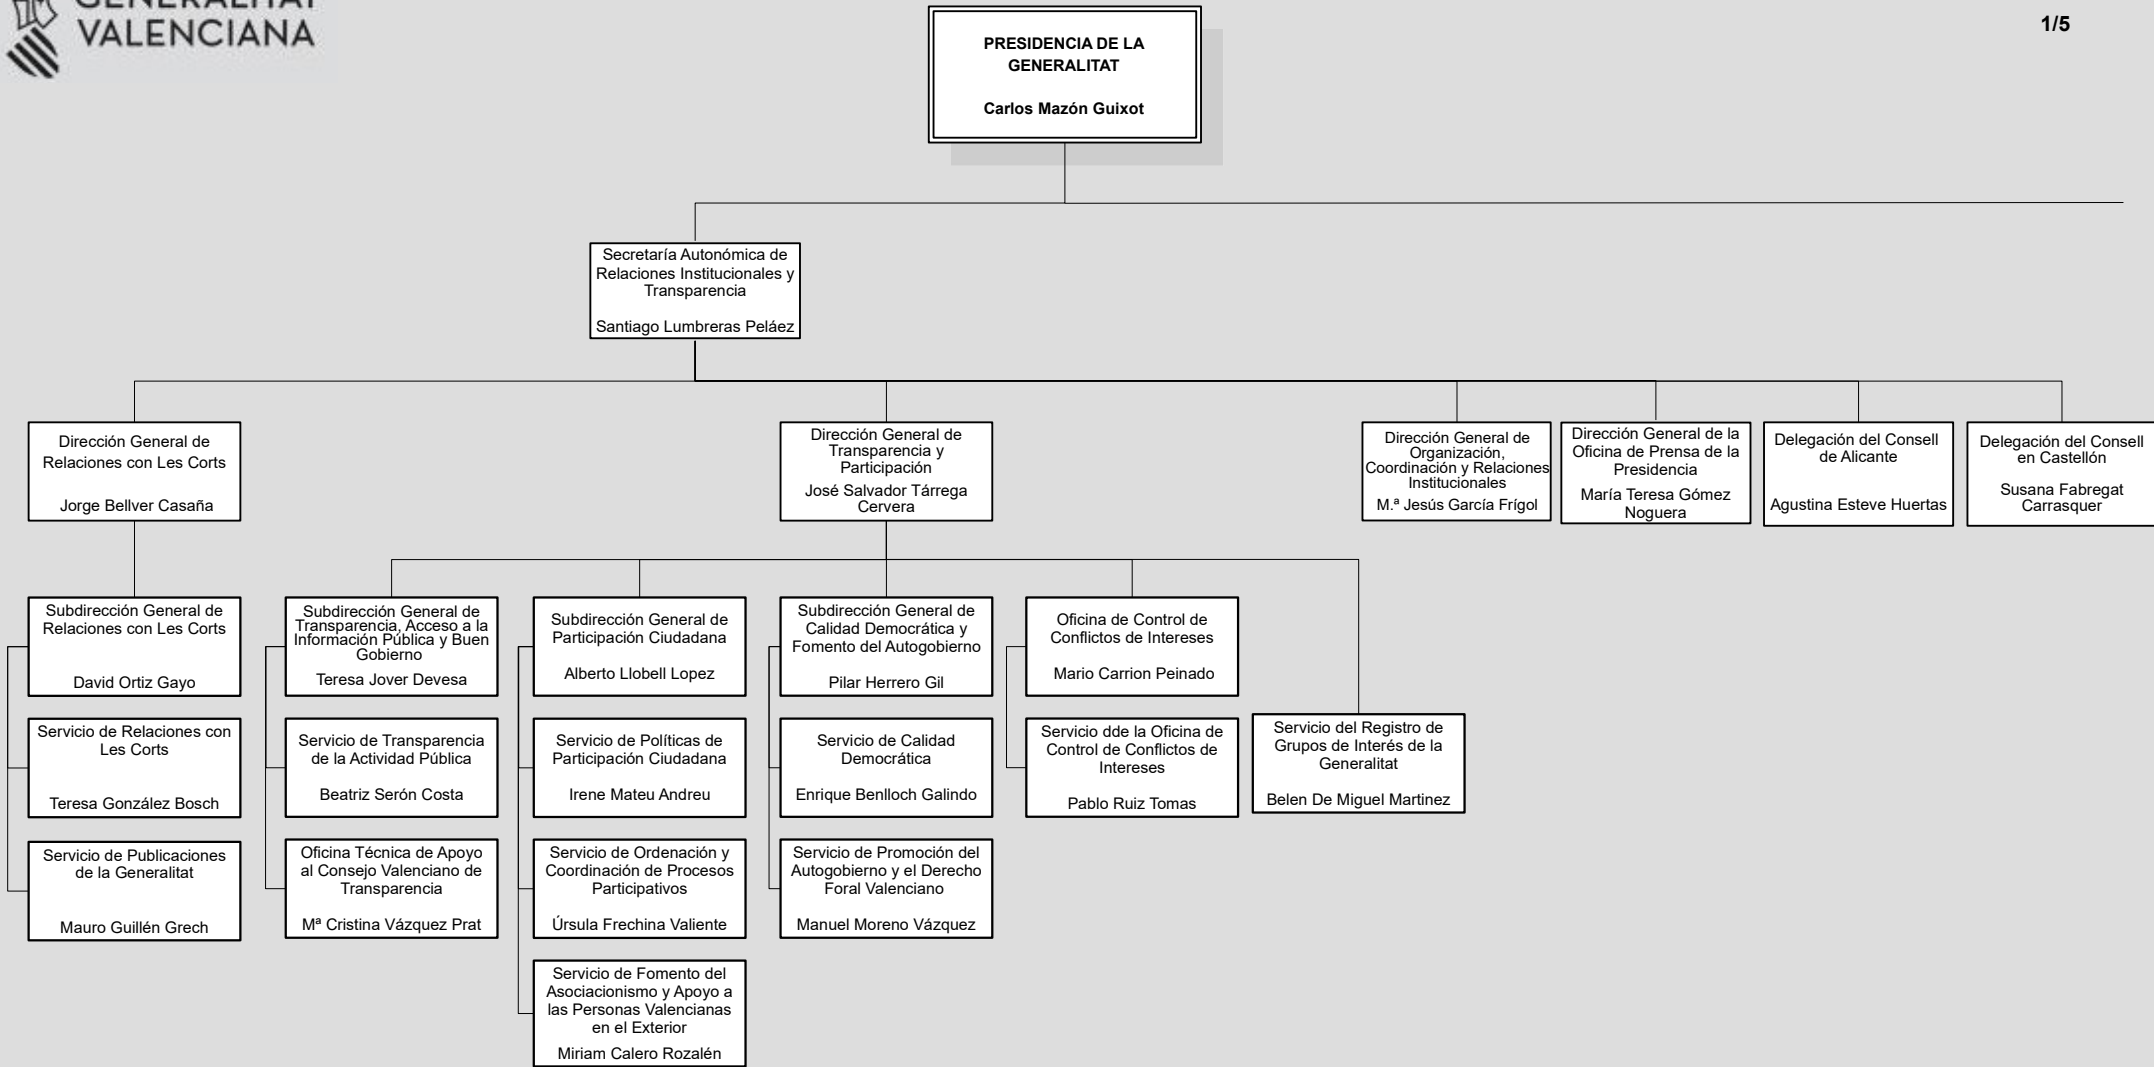 GENERALITAT
VALENCIANA
1/5
PRESIDENCIA DE LA
GENERALITAT
Carlos Mazón Guixot
Secretaría Autonómica de
Relaciones Institucionales y
Transparencia
Santiago Lumbreras Peláez
Dirección General de
Relaciones con Les Corts
Jorge Bellver Casaña
Dirección General de
Transparencia y
Participación
José Salvador Tárrega
Cervera
Dirección General de
Organización,
Coordinación y Relaciones
Institucionales
M.ª Jesús García Frígol
Dirección General de la
Oficina de Prensa de la
Presidencia
María Teresa Gómez
Noguera
Delegación del Consell
de Alicante
Agustina Esteve Huertas
Delegación del Consell
en Castellón
Susana Fabregat
Carrasquer
Subdirección General de
Relaciones con Les Corts
David Ortiz Gayo
Subdirección General de
Transparencia, Acceso a la
Información Pública y Buen
Gobierno
Teresa Jover Devesa
Subdirección General de
Participación Ciudadana
Alberto Llobell Lopez
Subdirección General de
Calidad Democrática y
Fomento del Autogobierno
Pilar Herrero Gil
Oficina de Control de
Conflictos de Intereses
Mario Carrion Peinado
Servicio de Relaciones con
Les Corts
Teresa González Bosch
Servicio de Transparencia
de la Actividad Pública
Beatriz Serón Costa
Servicio de Políticas de
Participación Ciudadana
Irene Mateu Andreu
Servicio de Calidad
Democrática
Enrique Benlloch Galindo
Servicio dde la Oficina de
Control de Conflictos de
Intereses
Pablo Ruiz Tomas
Servicio del Registro de
Grupos de Interés de la
Generalitat
Belen De Miguel Martinez
Servicio de Publicaciones
de la Generalitat
Mauro Guillén Grech
Oficina Técnica de Apoyo
al Consejo Valenciano de
Transparencia
Mª Cristina Vázquez Prat
Servicio de Ordenación y
Coordinación de Procesos
Participativos
Úrsula Frechina Valiente
Servicio de Promoción del
Autogobierno y el Derecho
Foral Valenciano
Manuel Moreno Vázquez
Servicio de Fomento del
Asociacionismo y Apoyo a
las Personas Valencianas
en el Exterior
Miriam Calero Rozalén